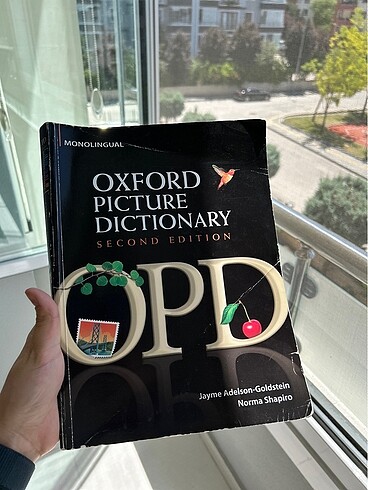 MONOLINGUAL
OXFORD
PICTURE
DICTIONARY
SECOND EDITION
OPD
Jayme Adelson-Goldstein
Norma Shapiro